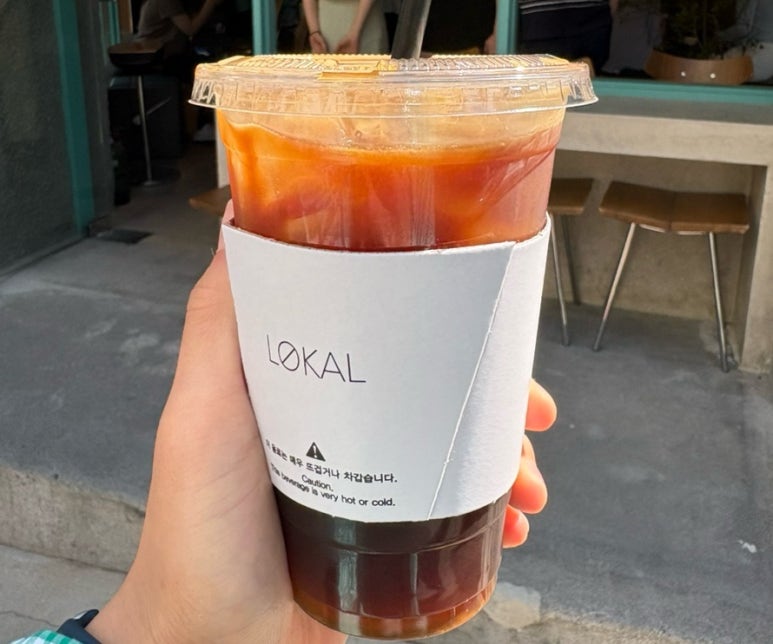 LØKAL
음료는 매우 뜨겁거나 차갑습니다.
Caution,
The beverage is very hot or cold.